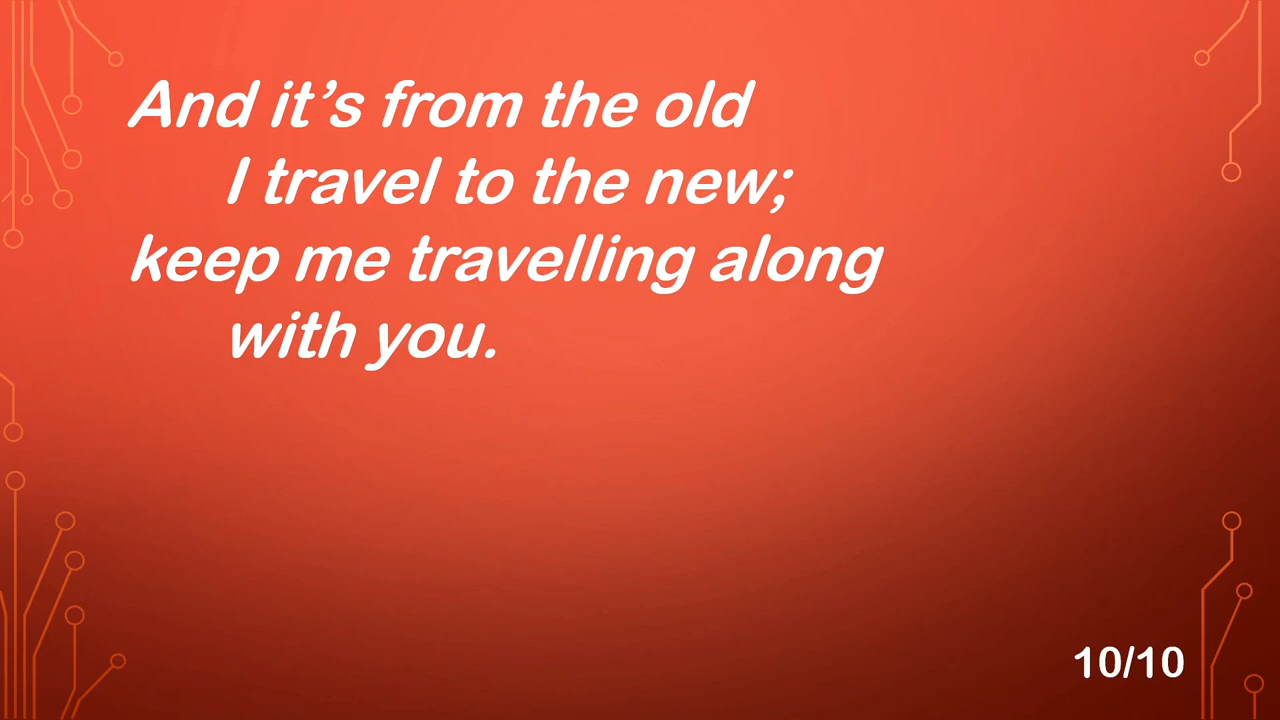 And it’s from the old
I travel to the new;
keep me travelling along
with you.
10/10